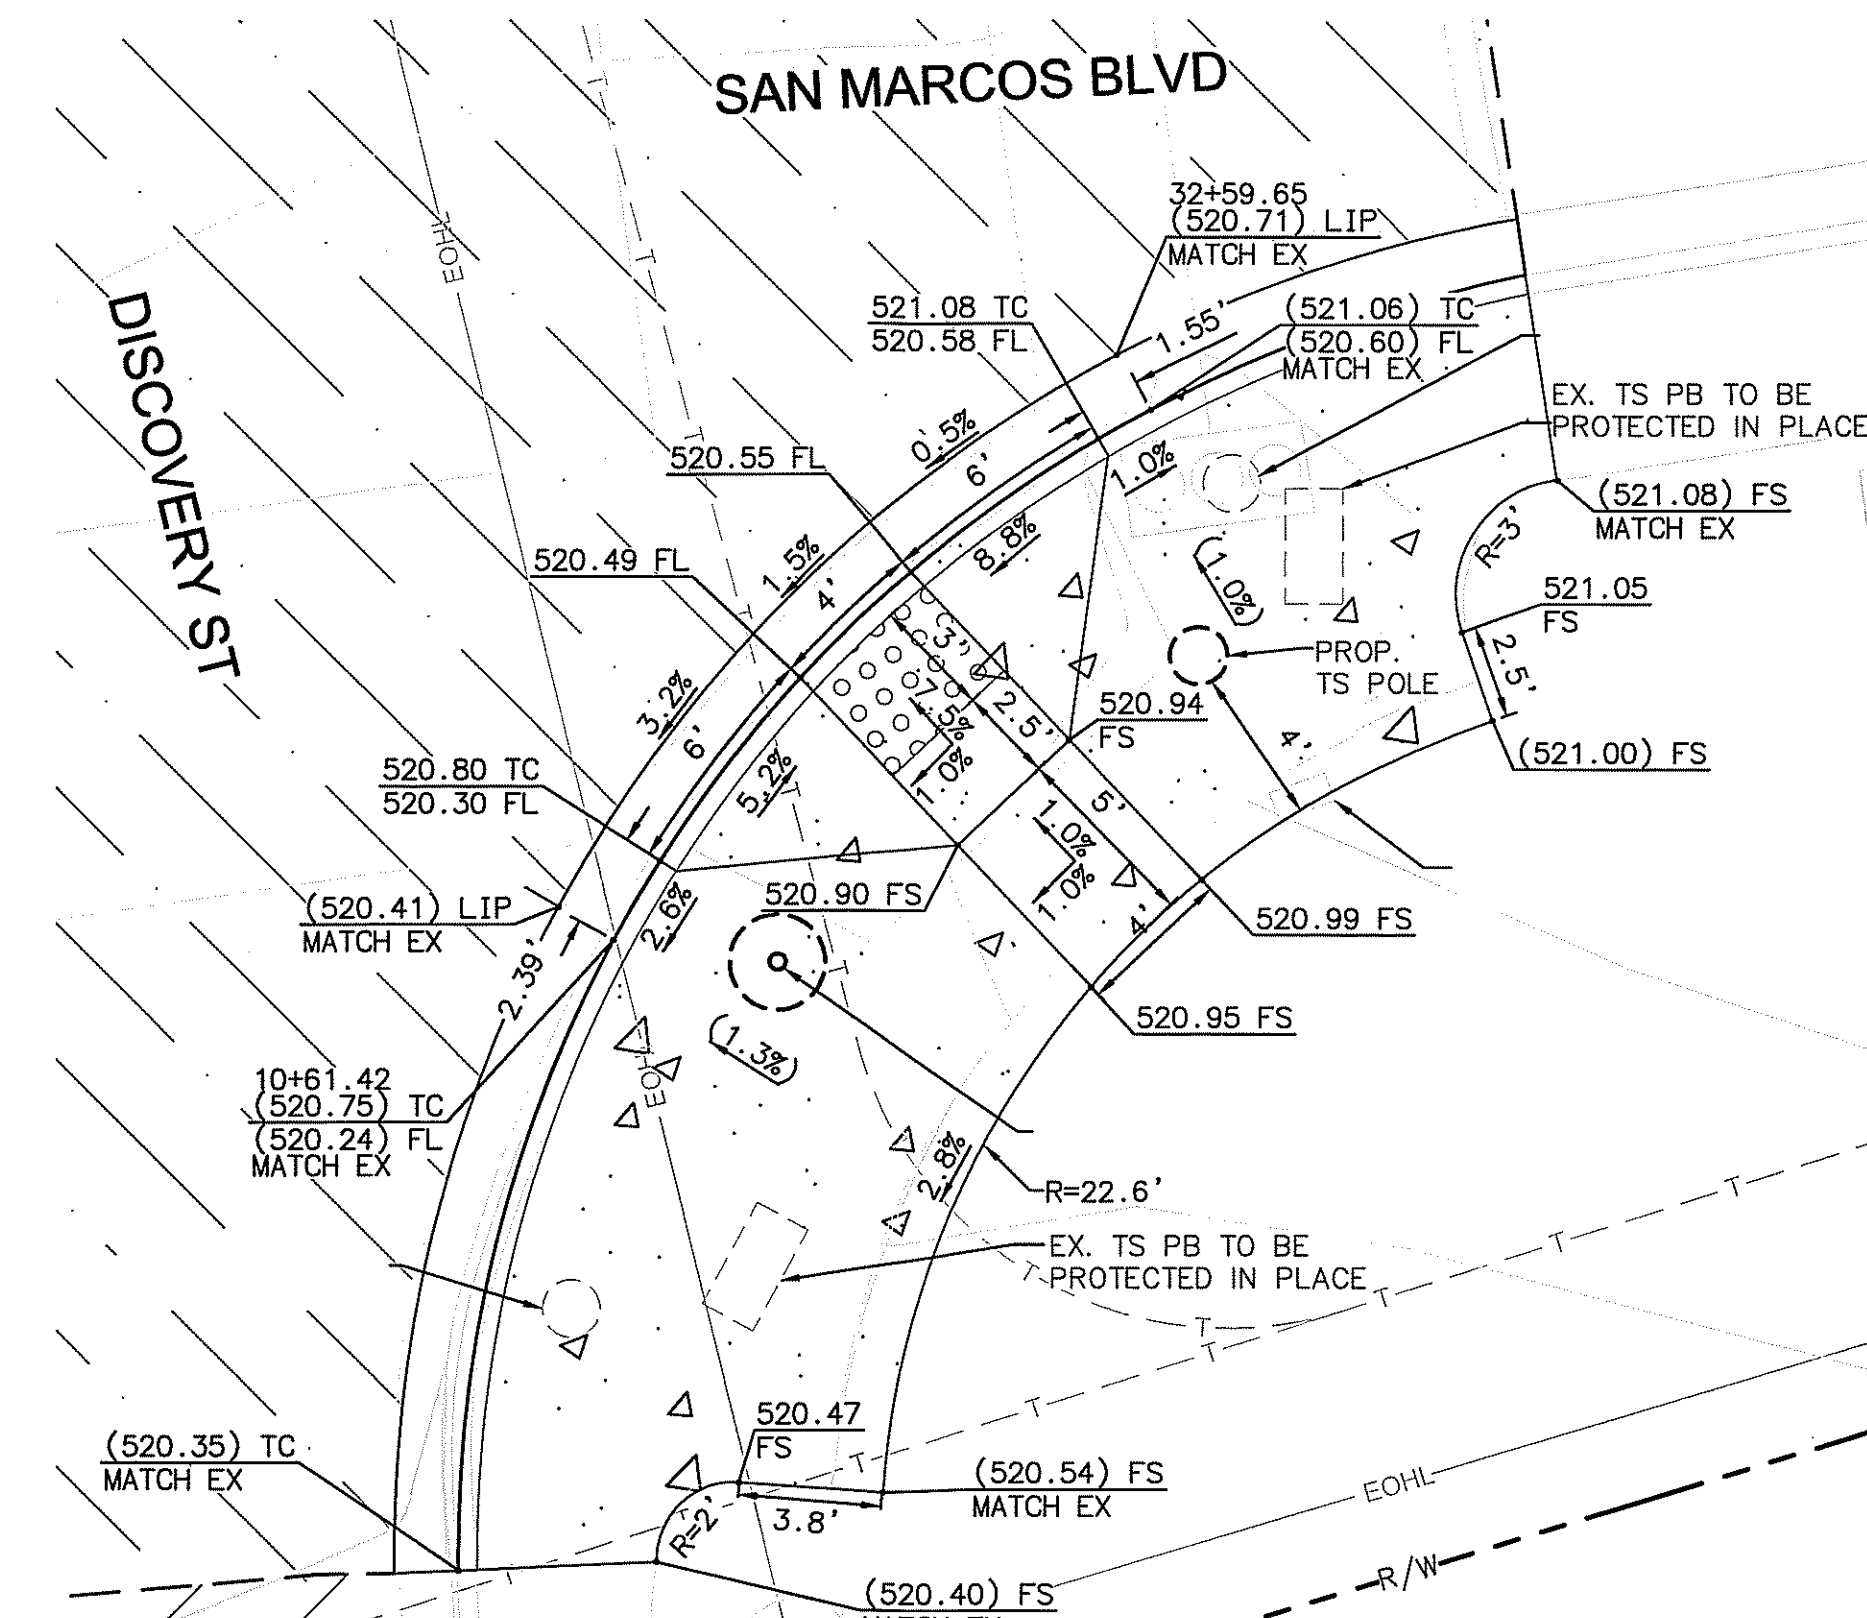 SAN MARCOS BLVD
DISCOVERY ST
EOHL
T
T
T
32+59.65
(520.71) LIP
MATCH EX
521.08 TC
520.58 FL
1.55'
(521.06) TC
(520.60) FL
MATCH EX
EX. TS PB TO BE
PROTECTED IN PLACE
0.5%
6'
1.0%
520.55 FL
(521.08) FS
MATCH EX
R=3'
8.8%
520.49 FL
1.5%
4'
(1.0%)
521.05
FS
T
3'
PROP.
TS POLE
2.5'
3.2%
6'
7.5%
2.5'
520.94
FS
1.0%
4'
(521.00) FS
520.80 TC
520.30 FL
5.2%
T
5'
1.0%
1.0%
(520.41) LIP
MATCH EX
520.90 FS
2.6%
4'
520.99 FS
2.39'
T
520.95 FS
(1.3%)
EOHL
10+61.42
(520.75) TC
(520.24) FL
MATCH EX
2.8%
R=22.6'
T
EX. TS PB TO BE
PROTECTED IN PLACE
T
T
T
T
T
T
520.47
FS
T
(520.35) TC
MATCH EX
(520.54) FS
MATCH EX
EOHL
3.8'
R=2'
R/W
(520.40) FS
MATCH EX